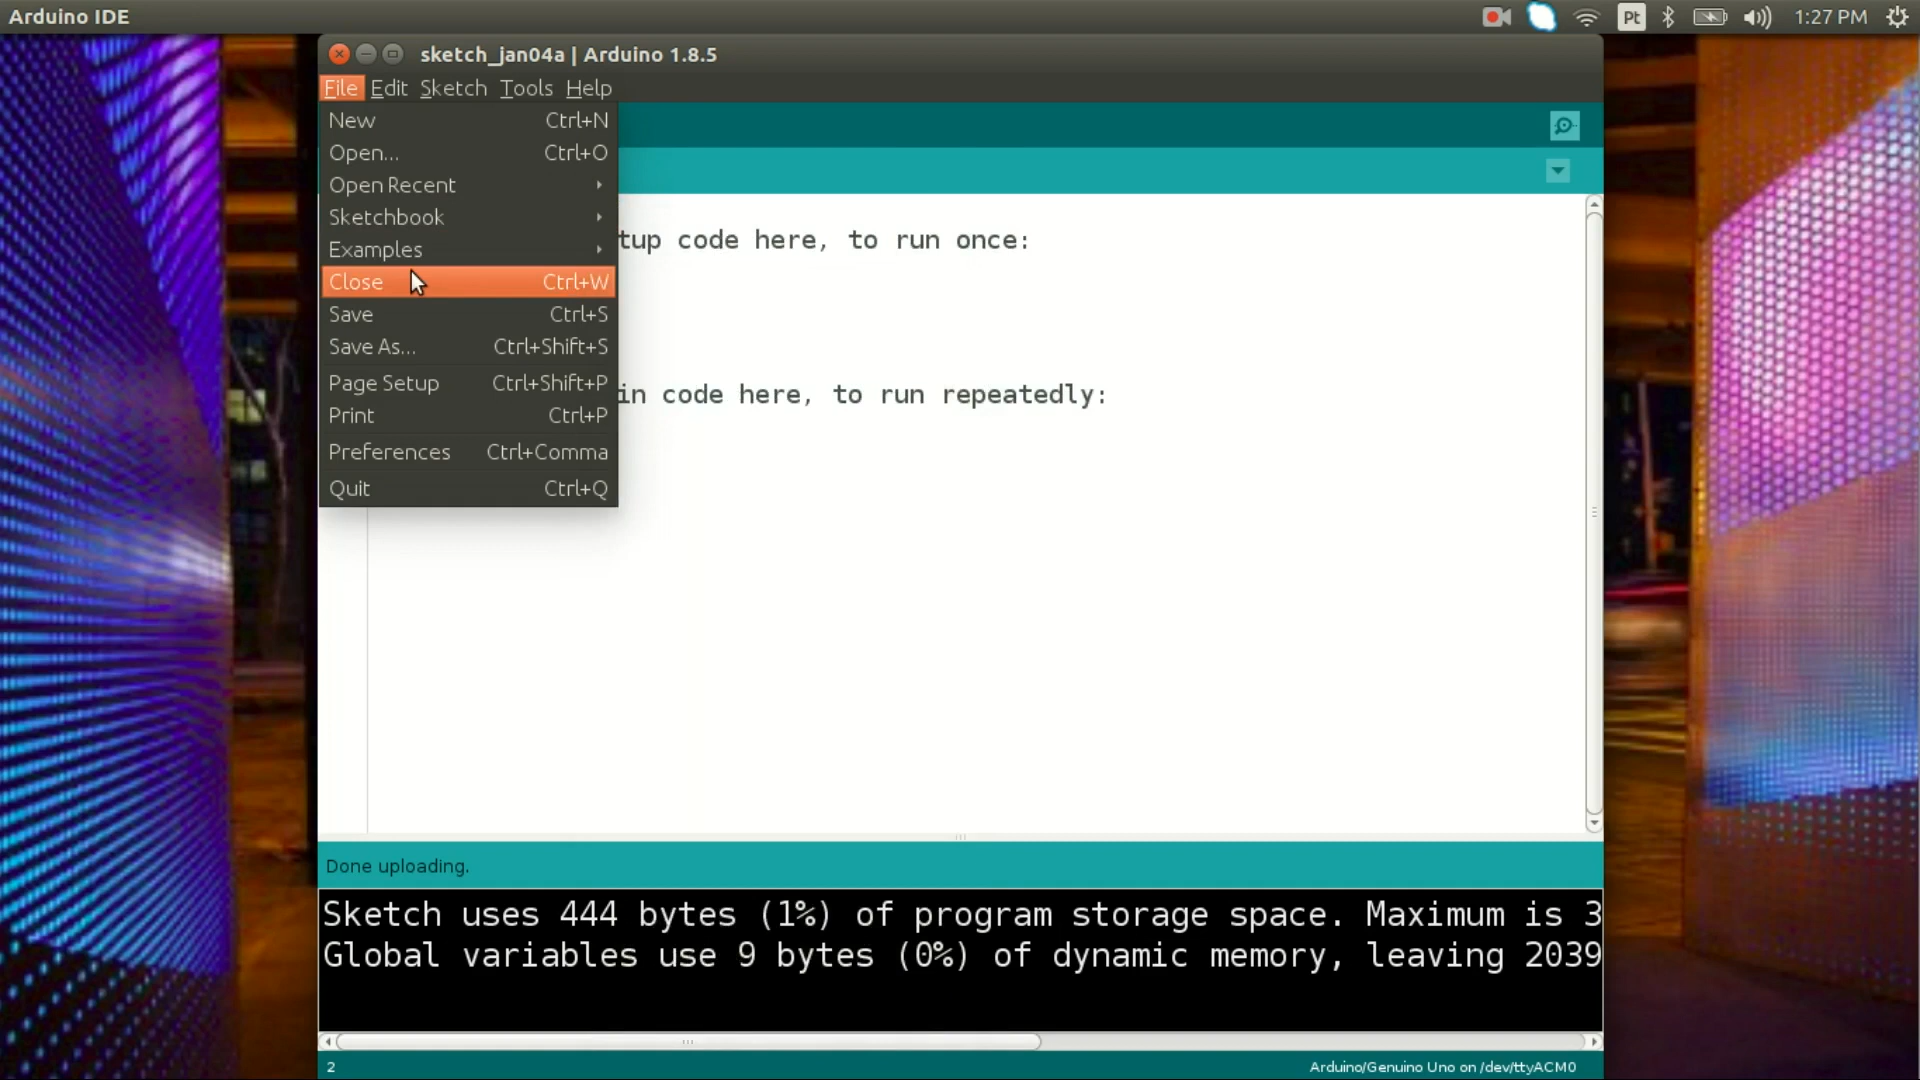 Arduino IDE
Pt
1:27 PM
sketch_jan04a | Arduino 1.8.5
File Edit Sketch Tools Help
New Ctrl+N
Open... Ctrl+O
Open Recent
Sketchbook
Examples
Close Ctrl+W
Save Ctrl+S
Save As... Ctrl+Shift+S
Page Setup Ctrl+Shift+P
Print Ctrl+P
Preferences Ctrl+Comma
Quit Ctrl+Q
tup code here, to run once:
in code here, to run repeatedly:
Done uploading.
Sketch uses 444 bytes (1%) of program storage space. Maximum is 3
Global variables use 9 bytes (0%) of dynamic memory, leaving 2039
2
Arduino/Genuino Uno on /dev/ttyACM0